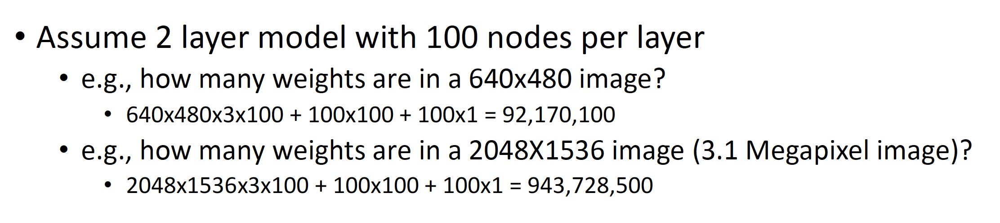 • Assume 2 layer model with 100 nodes per layer
• e.g., how many weights are in a 640x480 image?
• 640x480x3x100 + 100x100 + 100x1 = 92,170,100
• e.g., how many weights are in a 2048X1536 image (3.1 Megapixel image)?
• 2048x1536x3x100 + 100x100 + 100x1 = 943,728,500